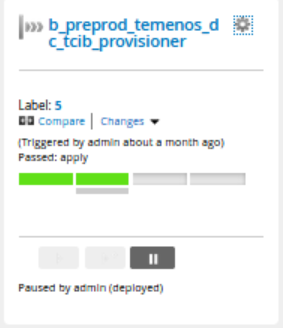 b_preprod_temenos_d
c_tcib_provisioner
Label: 5
Compare | Changes
(Triggered by admin about a month ago)
Passed: apply
Paused by admin (deployed)